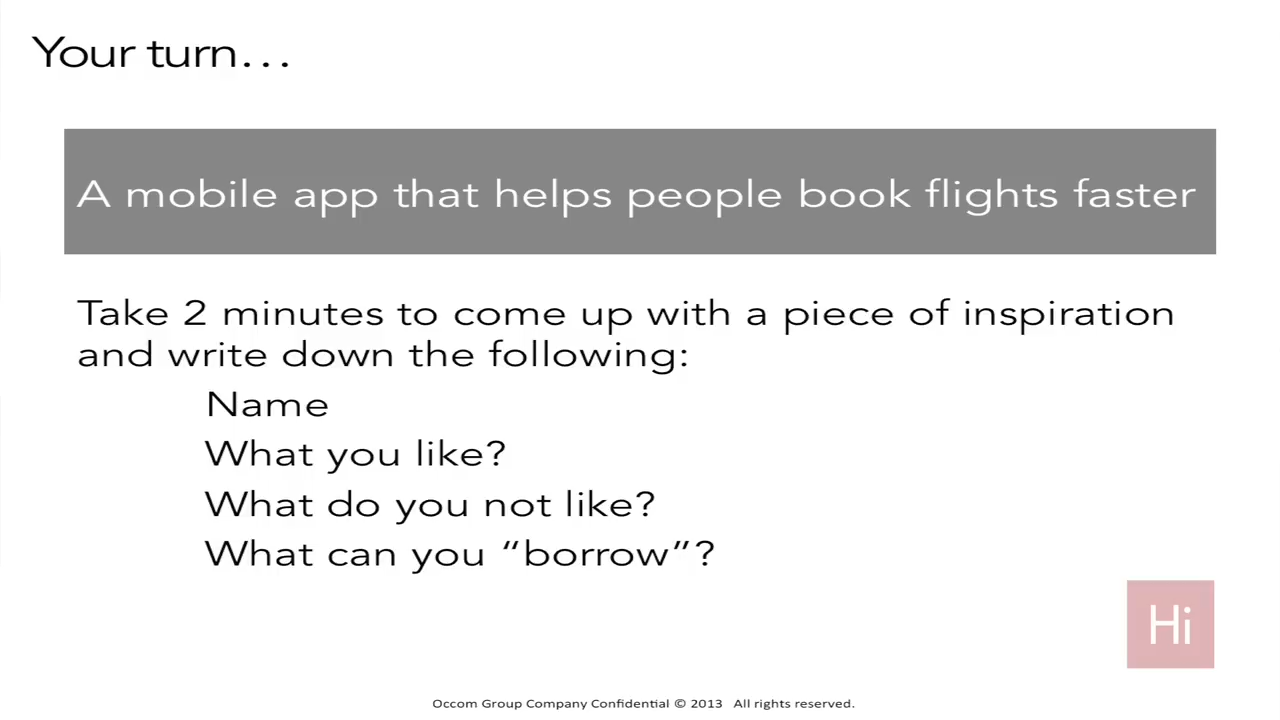 Your turn...
A mobile app that helps people book flights faster
Take 2 minutes to come up with a piece of inspiration
and write down the following:
Name
What you like?
What do you not like?
What can you “borrow”?
Hi
Occom Group Company Confidential © 2013 All rights reserved.